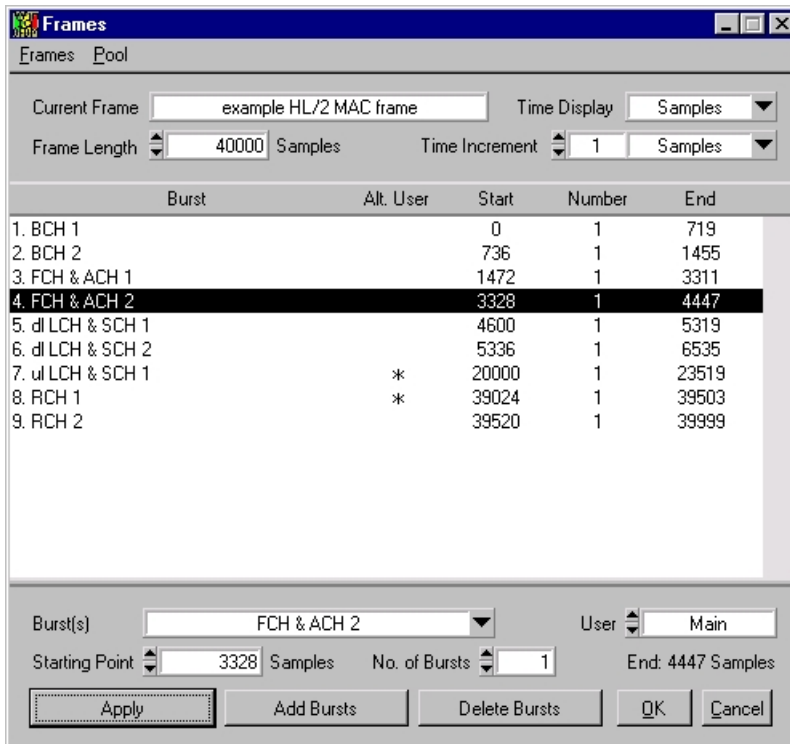 Frames
Frames Pool
Current Frame example HL/2 MAC frame Time Display Samples
Frame Length 40000 Samples Time Increment 1 Samples
Burst Alt. User Start Number End
1. BCH 1 0 1 719
2. BCH 2 736 1 1455
3. FCH & ACH 1 1472 1 3311
4. FCH & ACH 2 3328 1 4447
5. dl LCH & SCH 1 4600 1 5319
6. dl LCH & SCH 2 5336 1 6535
7. ul LCH & SCH 1 * 20000 1 23519
8. RCH 1 * 39024 1 39503
9. RCH 2 39520 1 39999
Burst(s) FCH & ACH 2 User Main
Starting Point 3328 Samples No. of Bursts 1 End: 4447 Samples
Apply Add Bursts Delete Bursts OK Cancel